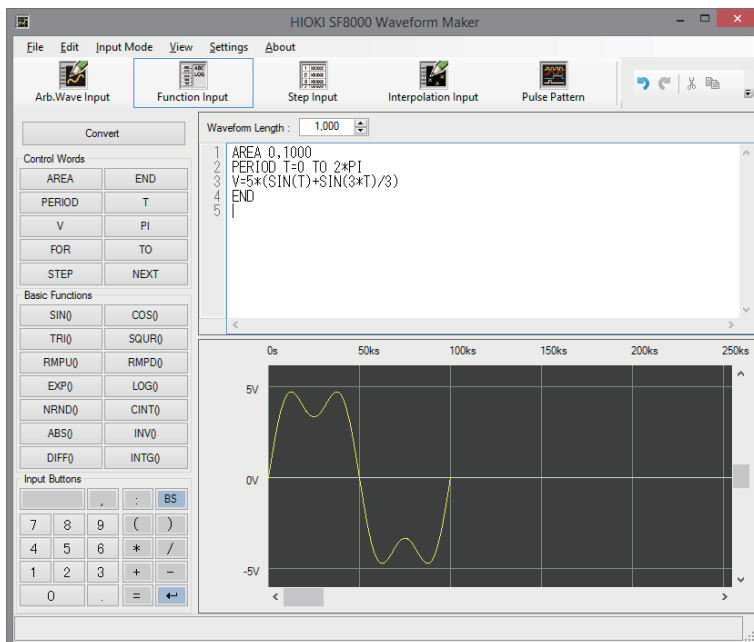 HIOKI SF8000 Waveform Maker
File Edit Input Mode View Settings About
Arb.Wave Input Function Input Step Input Interpolation Input Pulse Pattern
Convert
Waveform Length : 1,000
1 AREA 0,1000
2 PERIOD T=0 TO 2*PI
3 V=5*(SIN(T)+SIN(3*T)/3)
4 END
5
Control Words
AREA END
PERIOD T
V PI
FOR TO
STEP NEXT
Basic Functions
SIN() COS()
TRI() SQUR()
RMPU() RMPD()
EXP() LOG()
NRND() CINT()
ABS() INV()
DIFF() INTG()
Input Buttons
, : BS
7 8 9 ( )
4 5 6 * /
1 2 3 + -
0 . = ↵
0s 50ks 100ks 150ks 200ks 250ks
5V
0V
-5V